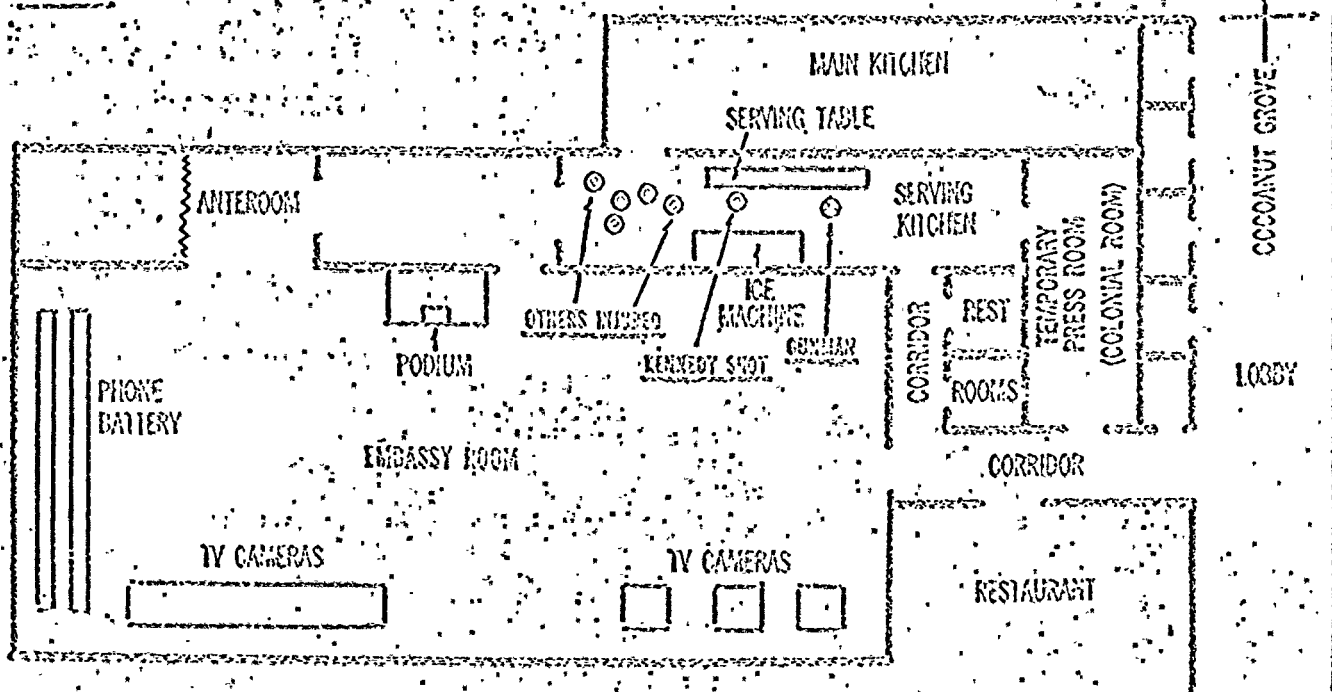 MAIN KITCHEN
SERVING TABLE
ANTEROOM
SERVING
KITCHEN
TEMPORARY
PRESS ROOM
(COLONIAL ROOM)
COCOANUT GROVE
OTHERS INJURED
ICE
MACHINE
GUNMAN
KENNEDY SHOT
PODIUM
CORRIDOR
REST
ROOMS
PHONE
BATTERY
LOBBY
EMBASSY ROOM
CORRIDOR
TV CAMERAS
TV CAMERAS
RESTAURANT